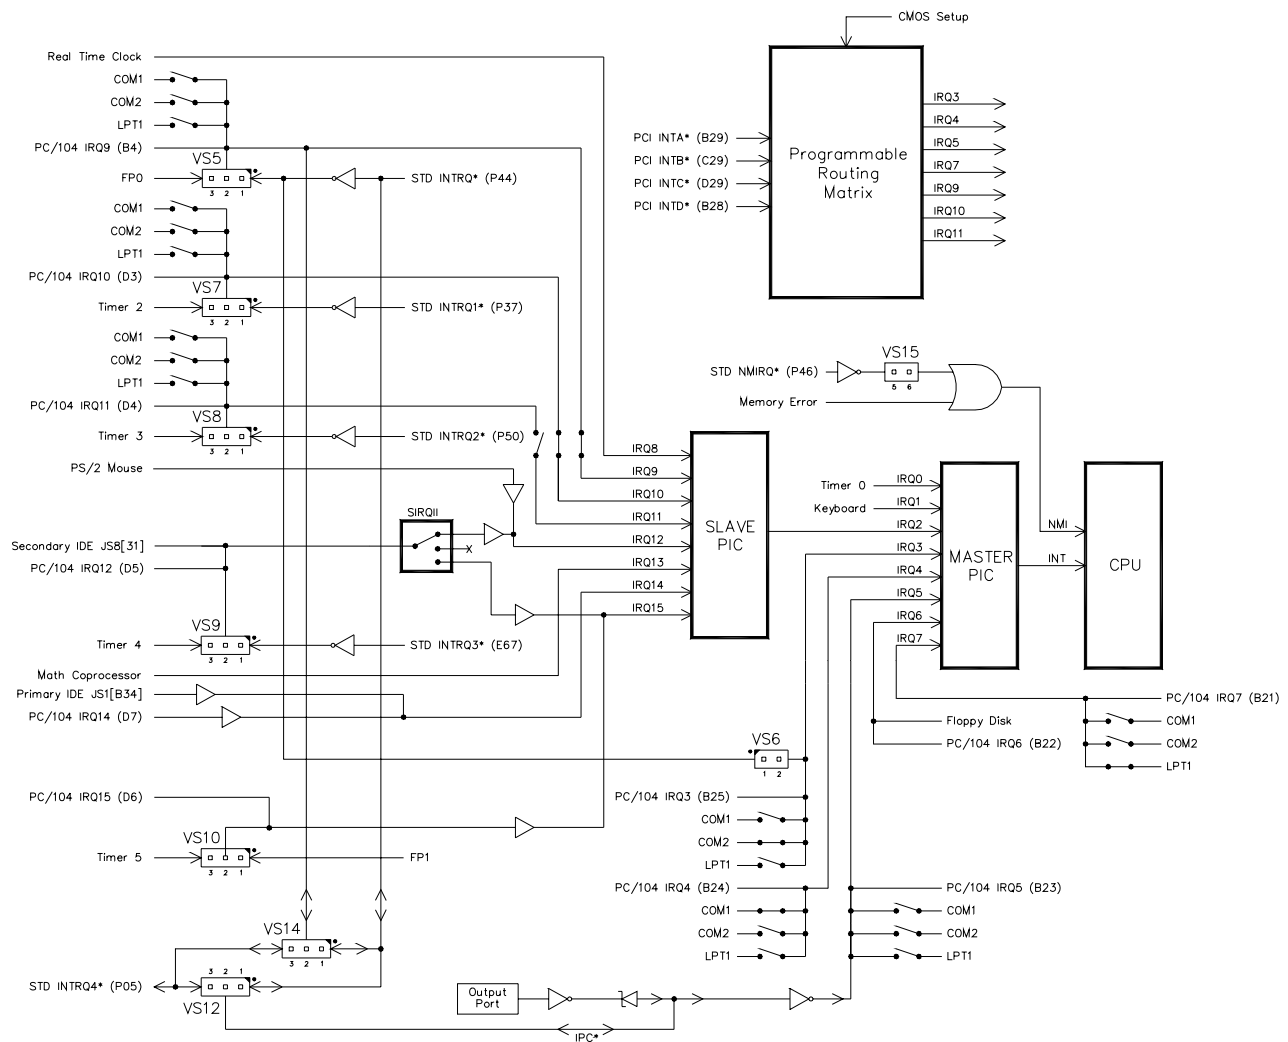 CMOS Setup
Real Time Clock
COM1
COM2
LPT1
PC/104 IRQ9 (B4)
VS5
FP0
3 2 1
STD INTRQ* (P44)
COM1
COM2
LPT1
PC/104 IRQ10 (D3)
VS7
Timer 2
3 2 1
STD INTRQ1* (P37)
COM1
COM2
LPT1
PC/104 IRQ11 (D4)
VS8
Timer 3
3 2 1
STD INTRQ2* (P50)
PS/2 Mouse
SIRQ11
X
Secondary IDE JS8[31]
PC/104 IRQ12 (D5)
VS9
Timer 4
3 2 1
STD INTRQ3* (E67)
Math Coprocessor
Primary IDE JS1[B34]
PC/104 IRQ14 (D7)
PC/104 IRQ15 (D6)
VS10
Timer 5
3 2 1
FP1
VS14
3 2 1
STD INTRQ4* (P05)
3 2 1
VS12
PCI INTA* (B29)
PCI INTB* (C29)
PCI INTC* (D29)
PCI INTD* (B28)
Programmable
Routing
Matrix
IRQ3
IRQ4
IRQ5
IRQ7
IRQ9
IRQ10
IRQ11
STD NMIRQ* (P46)
VS15
5 6
Memory Error
IRQ8
IRQ9
IRQ10
IRQ11
IRQ12
IRQ13
IRQ14
IRQ15
SLAVE
PIC
Timer 0
Keyboard
IRQ0
IRQ1
IRQ2
IRQ3
IRQ4
IRQ5
IRQ6
IRQ7
MASTER
PIC
NMI
INT
CPU
PC/104 IRQ7 (B21)
COM1
COM2
LPT1
Floppy Disk
PC/104 IRQ6 (B22)
VS6
1 2
PC/104 IRQ3 (B25)
COM1
COM2
LPT1
PC/104 IRQ4 (B24)
COM1
COM2
LPT1
PC/104 IRQ5 (B23)
COM1
COM2
LPT1
Output
Port
IPC*